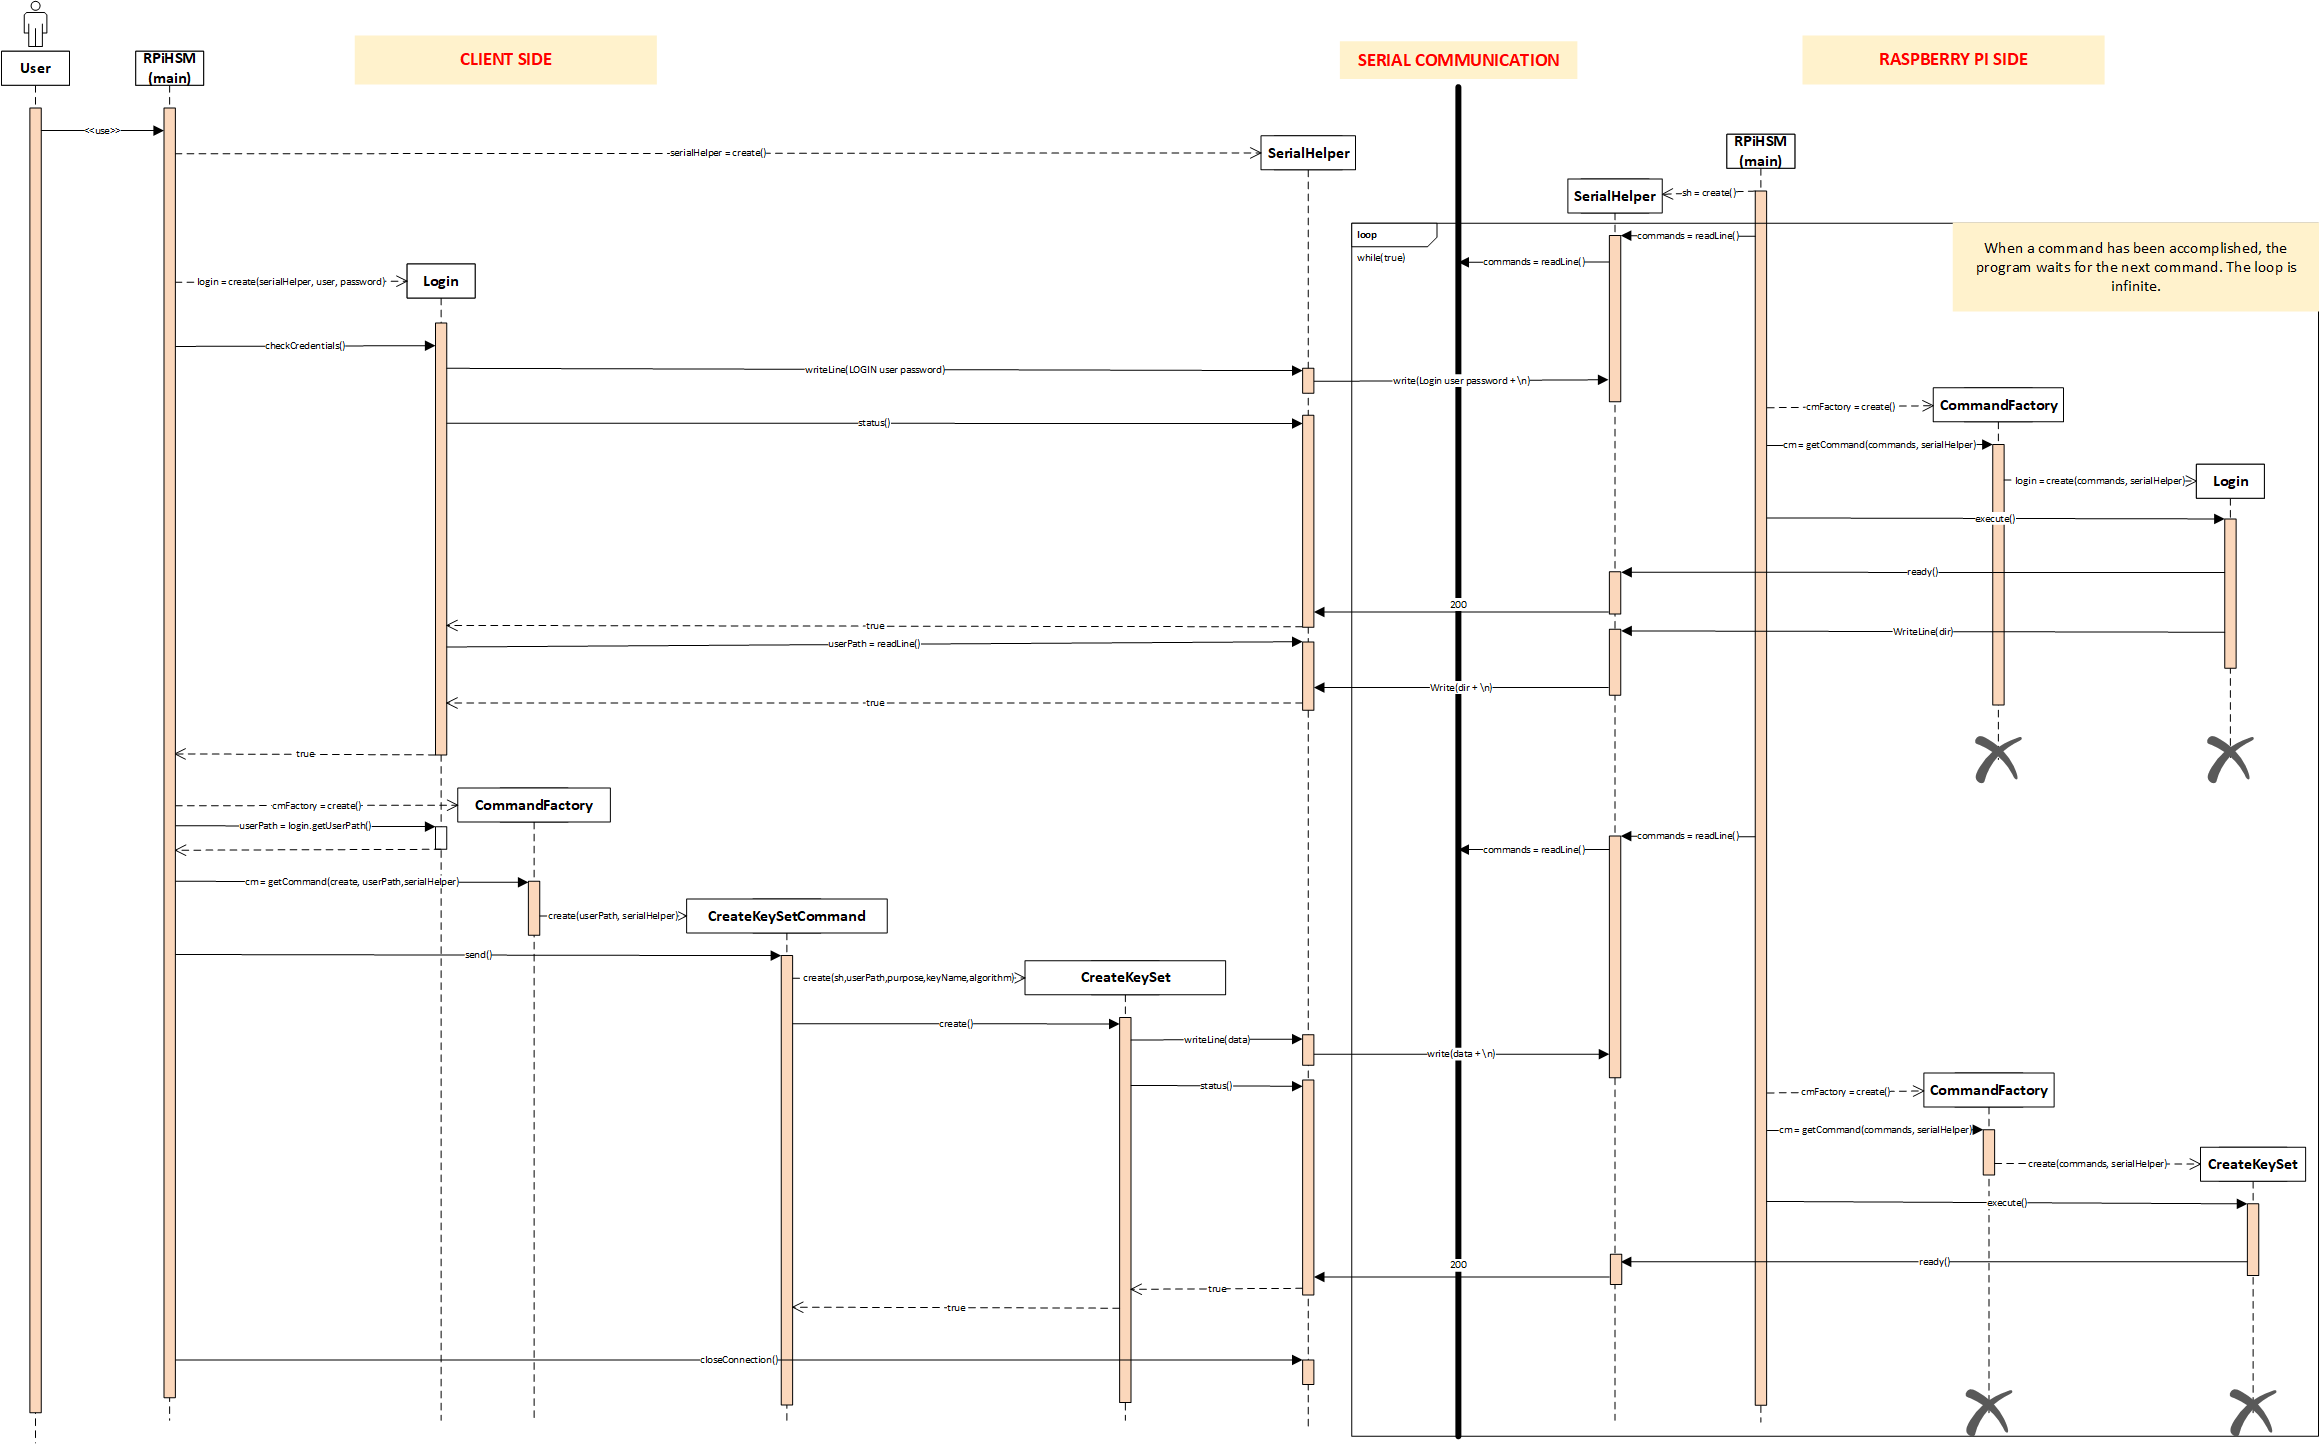 CLIENT SIDE
SERIAL COMMUNICATION
RASPBERRY PI SIDE
User
RPiHSM
(main)
<<use>>
serialHelper = create()
SerialHelper
RPiHSM
(main)
SerialHelper
sh = create()
loop
while(true)
commands = readLine()
commands = readLine()
When a command has been accomplished, the
program waits for the next command. The loop is
infinite.
login = create(serialHelper, user, password)
Login
checkCredentials()
writeLine(LOGIN user password)
write(Login user password + \n)
cmFactory = create()
CommandFactory
status()
cm = getCommand(commands, serialHelper)
login = create(commands, serialHelper)
Login
execute()
ready()
200
true
WriteLine(dir)
userPath = readLine()
Write(dir + \n)
true
true
cmFactory = create()
CommandFactory
userPath = login.getUserPath()
commands = readLine()
commands = readLine()
cm = getCommand(create, userPath,serialHelper)
create(userPath, serialHelper)
CreateKeySetCommand
send()
create(sh,userPath,purpose,keyName,algorithm)
CreateKeySet
create()
writeLine(data)
write(data + \n)
status()
cmFactory = create()
CommandFactory
cm = getCommand(commands, serialHelper)
create(commands, serialHelper)
CreateKeySet
execute()
ready()
200
true
true
closeConnection()